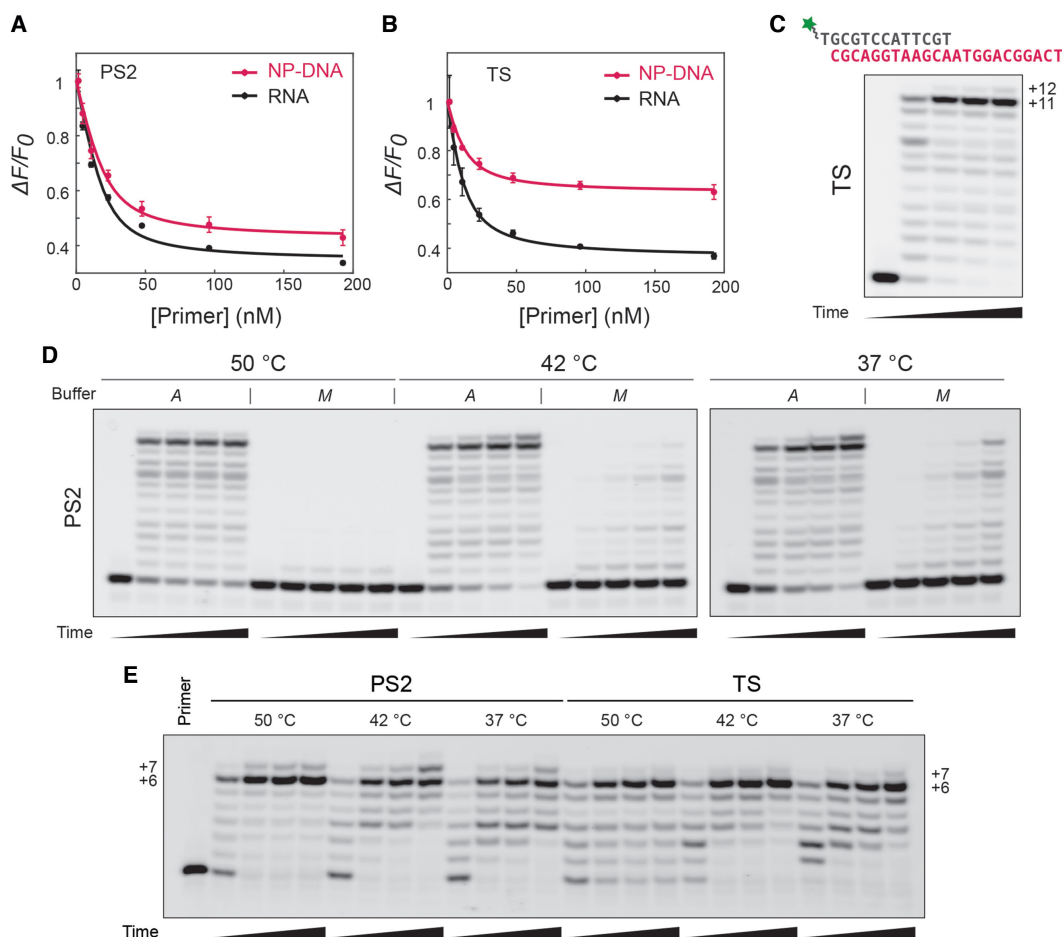 A
PS2
NP-DNA
RNA
ΔF/F0
1
0.8
0.6
0.4
0 50 100 150 200
[Primer] (nM)
B
TS
NP-DNA
RNA
ΔF/F0
1
0.8
0.6
0.4
0 50 100 150 200
[Primer] (nM)
C
TGCGTCCATTCGT
CGCAGGTAAGCAATGGACGGACT
+12
+11
TS
Time
D
50 °C 42 °C 37 °C
Buffer A | M | A | M A | M
PS2
Time
E
Primer
PS2 TS
50 °C 42 °C 37 °C 50 °C 42 °C 37 °C
+7
+6
+7
+6
Time